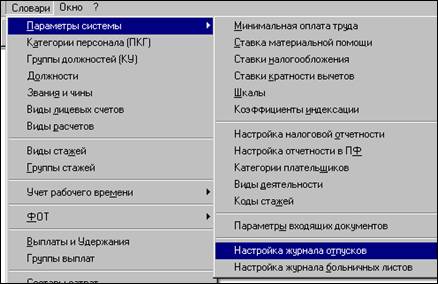 Словари Окно ?
Параметры системы
Категории персонала (ПКГ)
Группы должностей (КУ)
Должности
Звания и чины
Виды лицевых счетов
Виды расчетов
Виды стажей
Группы стажей
Учет рабочего времени
ФОТ
Выплаты и Удержания
Группы выплат
Минимальная оплата труда
Ставка материальной помощи
Ставки налогообложения
Ставки кратности вычетов
Шкалы
Коэффициенты индексации
Настройка налоговой отчетности
Настройка отчетности в ПФ
Категории плательщиков
Виды деятельности
Коды стажей
Параметры входящих документов
Настройка журнала отпусков
Настройка журнала больничных листов